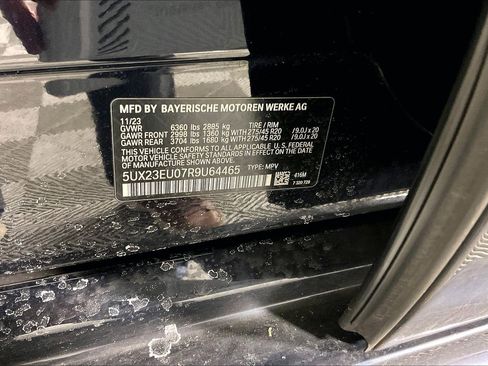 MFD BY BAYERISCHE MOTOREN WERKE AG
11/23
GVWR 6360 lbs 2885 kg TIRE / RIM
GAWR FRONT 2998 lbs 1360 kg WITH 275/45 R20 /9.0J x 20
GAWR REAR 3704 lbs 1680 kg WITH 275/45 R20 /9.0J x 20
THIS VEHICLE CONFORMS TO ALL APPLICABLE U.S. FEDERAL
MOTOR VEHICLE SAFETY STANDARDS IN EFFECT ON
THE DATE OF MANUFACTURE SHOWN ABOVE.
5UX23EU07R9U64465 TYPE: MPV
416M